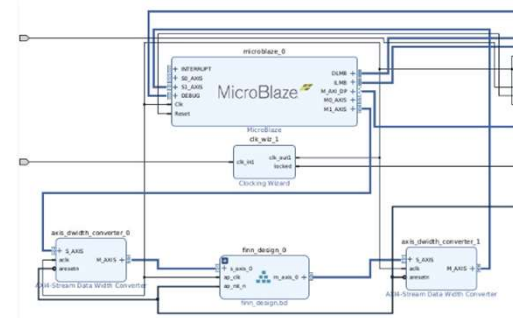 microblaze_0
INTERRUPT
S0_AXIS
S1_AXIS
DEBUG
Clk
Reset
MicroBlaze
DLMB
ILMB
M_AXI_DP
M0_AXIS
M1_AXIS
MicroBlaze
clk_wiz_1
clk_in1
clk_out1
locked
Clocking Wizard
axis_dwidth_converter_0
S_AXIS
aclk
aresetn
M_AXIS
AXI4-Stream Data Width Converter
finn_design_0
s_axis_0
ap_clk
ap_rst_n
m_axis_0
finn_design.bd
axis_dwidth_converter_1
S_AXIS
aclk
aresetn
M_AXIS
AXI4-Stream Data Width Converter